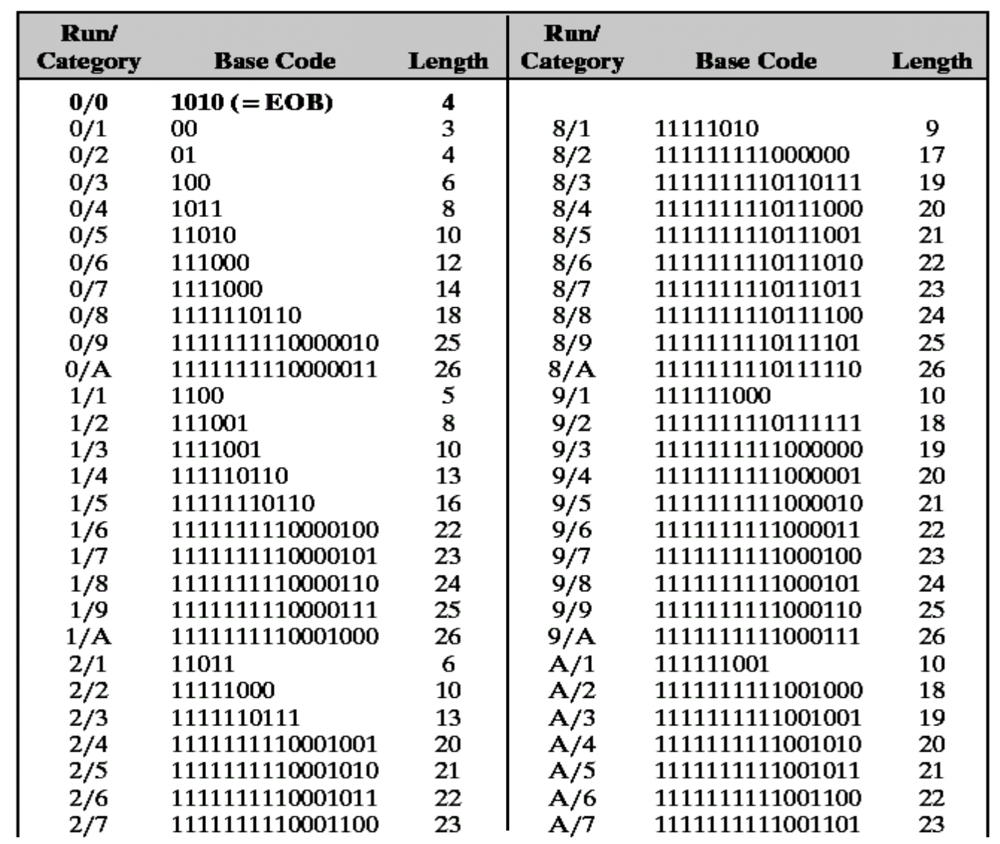 Run/ Run/
Category Base Code Length Category Base Code Length
0/0 1010 (= EOB) 4
0/1 00 3 8/1 11111010 9
0/2 01 4 8/2 111111111000000 17
0/3 100 6 8/3 1111111110110111 19
0/4 1011 8 8/4 1111111110111000 20
0/5 11010 10 8/5 1111111110111001 21
0/6 111000 12 8/6 1111111110111010 22
0/7 1111000 14 8/7 1111111110111011 23
0/8 1111110110 18 8/8 1111111110111100 24
0/9 1111111110000010 25 8/9 1111111110111101 25
0/A 1111111110000011 26 8/A 1111111110111110 26
1/1 1100 5 9/1 111111000 10
1/2 111001 8 9/2 1111111110111111 18
1/3 1111001 10 9/3 1111111111000000 19
1/4 111110110 13 9/4 1111111111000001 20
1/5 11111110110 16 9/5 1111111111000010 21
1/6 1111111110000100 22 9/6 1111111111000011 22
1/7 1111111110000101 23 9/7 1111111111000100 23
1/8 1111111110000110 24 9/8 1111111111000101 24
1/9 1111111110000111 25 9/9 1111111111000110 25
1/A 1111111110001000 26 9/A 1111111111000111 26
2/1 11011 6 A/1 111111001 10
2/2 11111000 10 A/2 1111111111001000 18
2/3 1111110111 13 A/3 1111111111001001 19
2/4 1111111110001001 20 A/4 1111111111001010 20
2/5 1111111110001010 21 A/5 1111111111001011 21
2/6 1111111110001011 22 A/6 1111111111001100 22
2/7 1111111110001100 23 A/7 1111111111001101 23